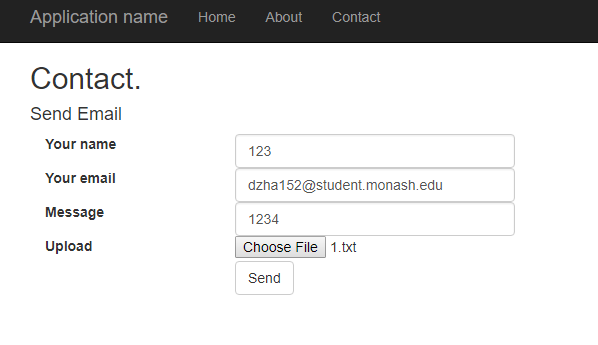 Application name Home About Contact
Contact.
Send Email
Your name 123
Your email dzha152@student.monash.edu
Message 1234
Upload Choose File 1.txt
Send